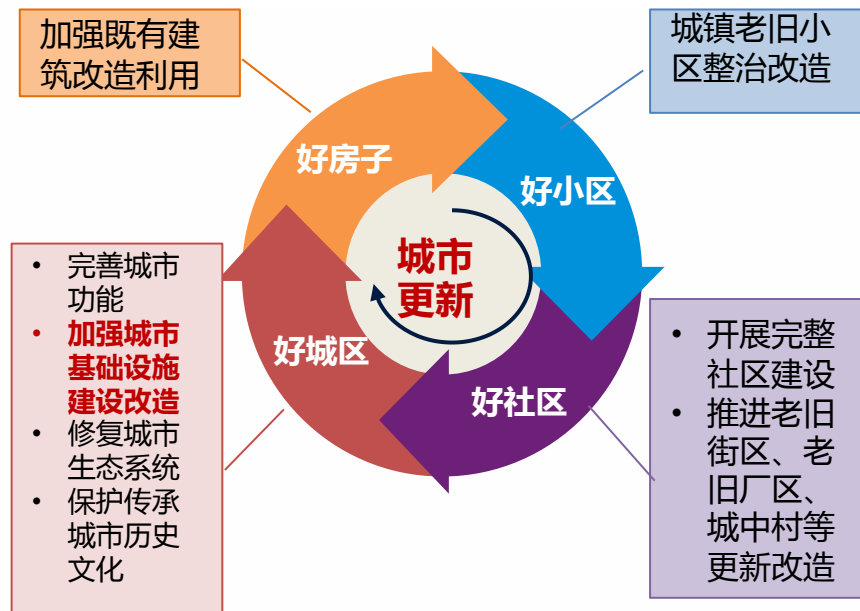 加强既有建
筑改造利用
城镇老旧小
区整治改造
好房子
好小区
城市
更新
好城区
好社区
• 完善城市
功能
• 加强城市
基础设施
建设改造
• 修复城市
生态系统
• 保护传承
城市历史
文化
• 开展完整
社区建设
• 推进老旧
街区、老
旧厂区、
城中村等
更新改造